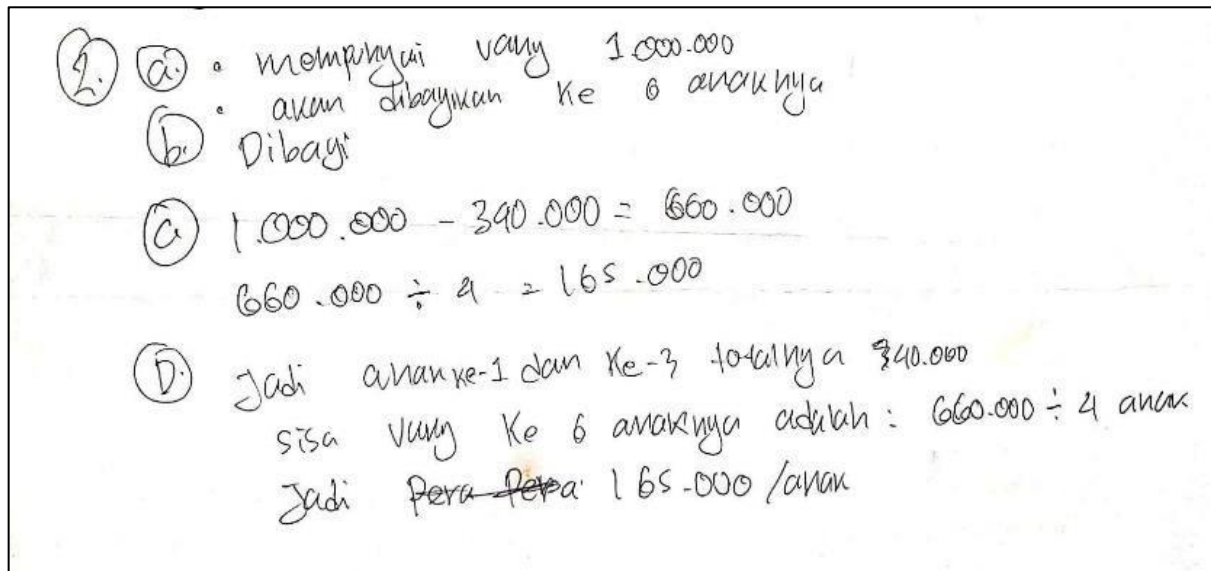 2. a. • mempunyai uang 1.000.000
• akan dibagikan ke 6 anaknya
b. Dibagi
c. 1.000.000 - 340.000 = 660.000
660.000 ÷ 4 = 165.000
D. Jadi anak ke-1 dan ke-3 totalnya 340.000
sisa uang ke 6 anaknya adalah : 660.000 ÷ 4 anak
Jadi 165.000 /anak